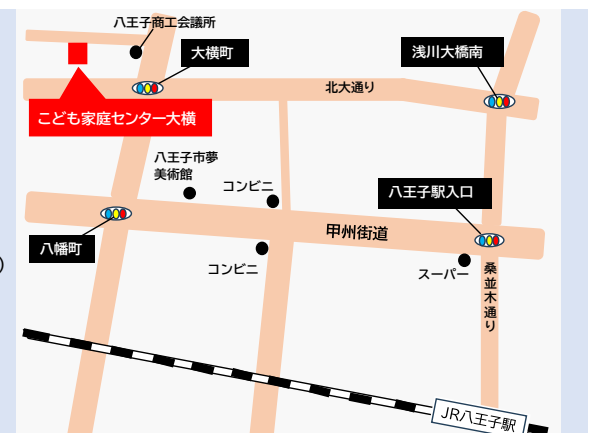 八王子商工会議所
大横町
浅川大橋南
北大通り
こども家庭センター大横
八王子市夢
美術館
コンビニ
八王子駅入口
八幡町
甲州街道
コンビニ
スーパー
桑並木通り
JR八王子駅
)